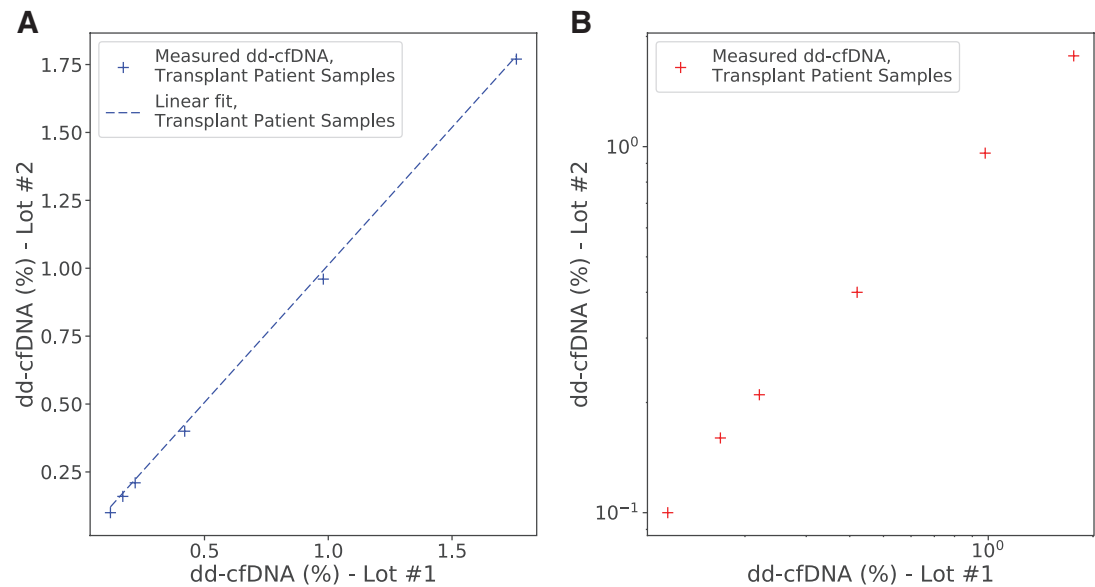 A
Measured dd-cfDNA,
Transplant Patient Samples
Linear fit,
Transplant Patient Samples
1.75
1.50
1.25
1.00
0.75
0.50
0.25
dd-cfDNA (%) - Lot #2
0.5
1.0
1.5
dd-cfDNA (%) - Lot #1
B
Measured dd-cfDNA,
Transplant Patient Samples
10⁰
10⁻¹
dd-cfDNA (%) - Lot #2
10⁰
dd-cfDNA (%) - Lot #1